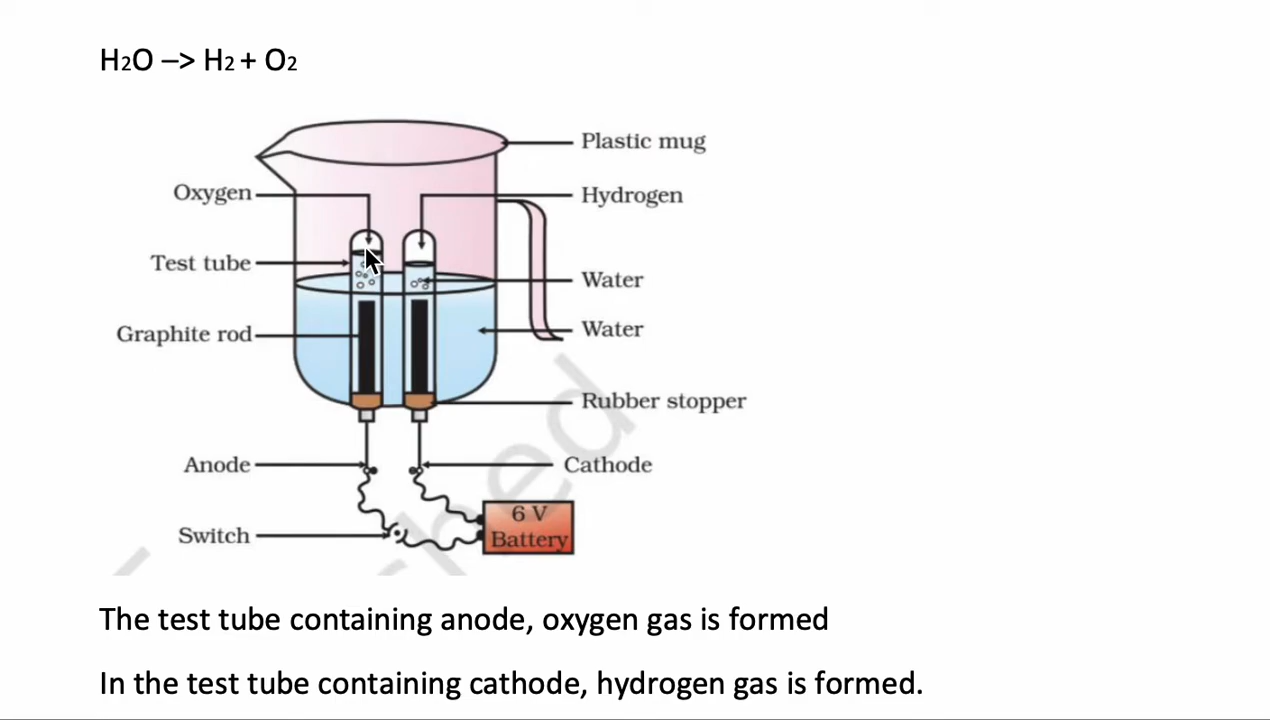 H2O –> H2 + O2
Plastic mug
Oxygen
Hydrogen
Test tube
Water
Graphite rod
Water
Rubber stopper
Anode
Cathode
6 V
Battery
Switch
The test tube containing anode, oxygen gas is formed
In the test tube containing cathode, hydrogen gas is formed.